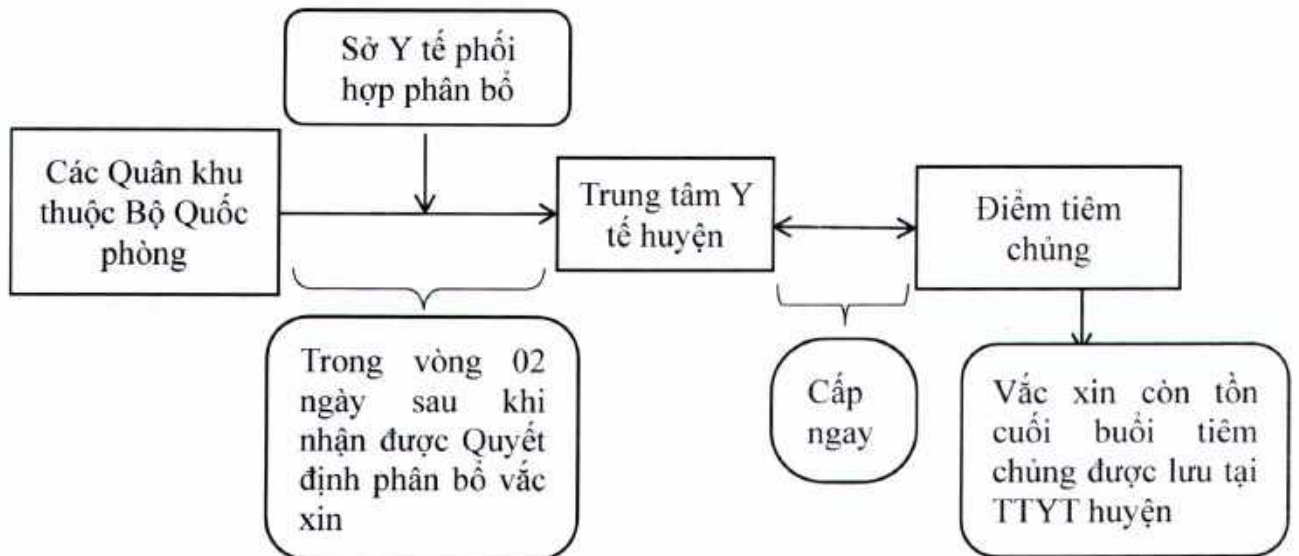 Sở Y tế phối
hợp phân bổ
Các Quân khu
thuộc Bộ Quốc
phòng
Trung tâm Y
tế huyện
Điểm tiêm
chủng
Trong vòng 02
ngày sau khi
nhận được Quyết
định phân bổ vắc
xin
Cấp
ngay
Vắc xin còn tồn
cuối buổi tiêm
chủng được lưu tại
TTYT huyện